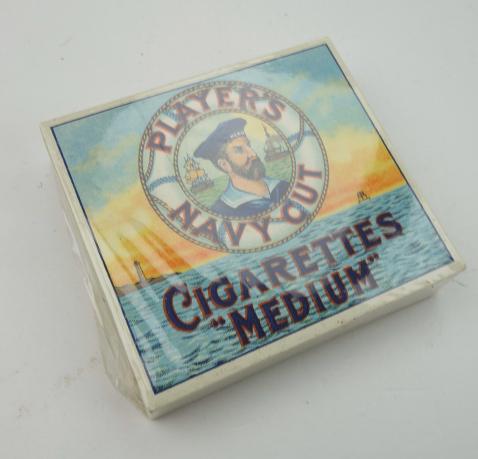 PLAYER'S
NAVY CUT
CIGARETTES
"MEDIUM"